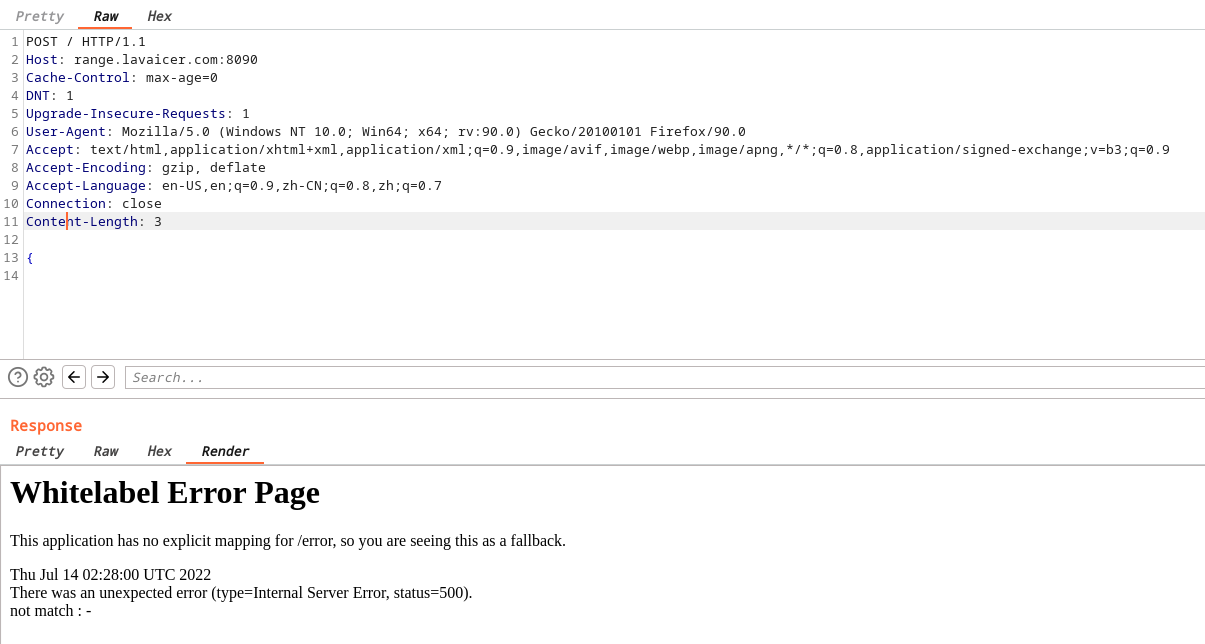 Pretty Raw Hex
1 POST / HTTP/1.1
2 Host: range.lavaicer.com:8090
3 Cache-Control: max-age=0
4 DNT: 1
5 Upgrade-Insecure-Requests: 1
6 User-Agent: Mozilla/5.0 (Windows NT 10.0; Win64; x64; rv:90.0) Gecko/20100101 Firefox/90.0
7 Accept: text/html,application/xhtml+xml,application/xml;q=0.9,image/avif,image/webp,image/apng,*/*;q=0.8,application/signed-exchange;v=b3;q=0.9
8 Accept-Encoding: gzip, deflate
9 Accept-Language: en-US,en;q=0.9,zh-CN;q=0.8,zh;q=0.7
10 Connection: close
11 Content-Length: 3
12
13 {
14
? Search...
Response
Pretty Raw Hex Render
Whitelabel Error Page
This application has no explicit mapping for /error, so you are seeing this as a fallback.
Thu Jul 14 02:28:00 UTC 2022
There was an unexpected error (type=Internal Server Error, status=500).
not match : -